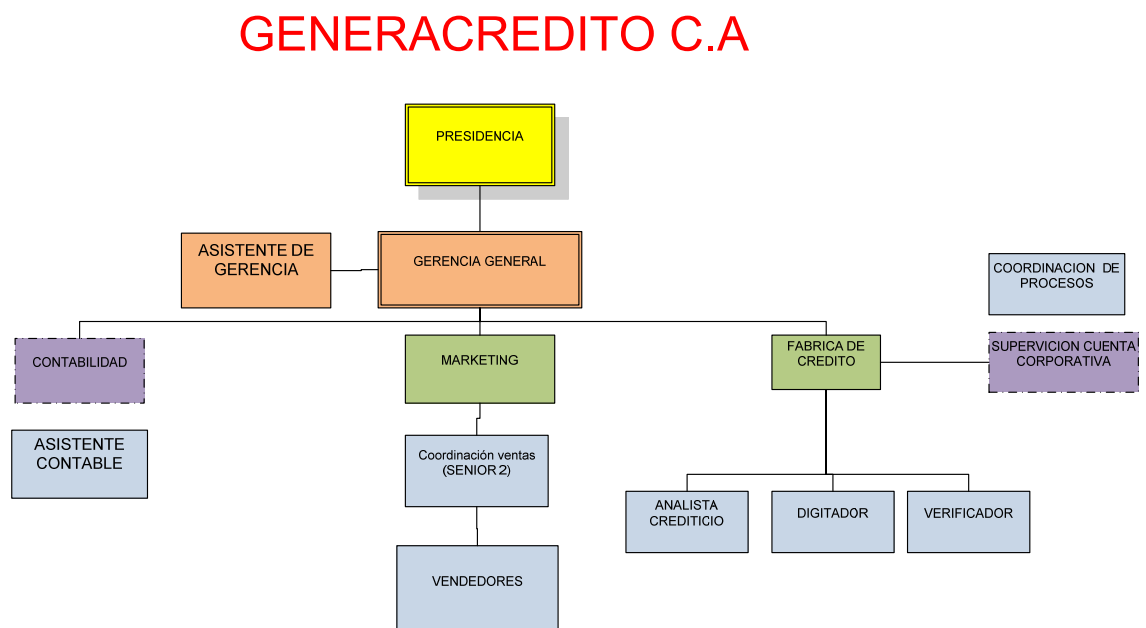 GENERACREDITO C.A
PRESIDENCIA
ASISTENTE DE
GERENCIA
GERENCIA GENERAL
COORDINACION DE
PROCESOS
CONTABILIDAD
MARKETING
FABRICA DE
CREDITO
SUPERVISION CUENTA
CORPORATIVA
ASISTENTE
CONTABLE
Coordinación ventas
(SENIOR 2)
ANALISTA
CREDITICIO
DIGITADOR
VERIFICADOR
VENDEDORES